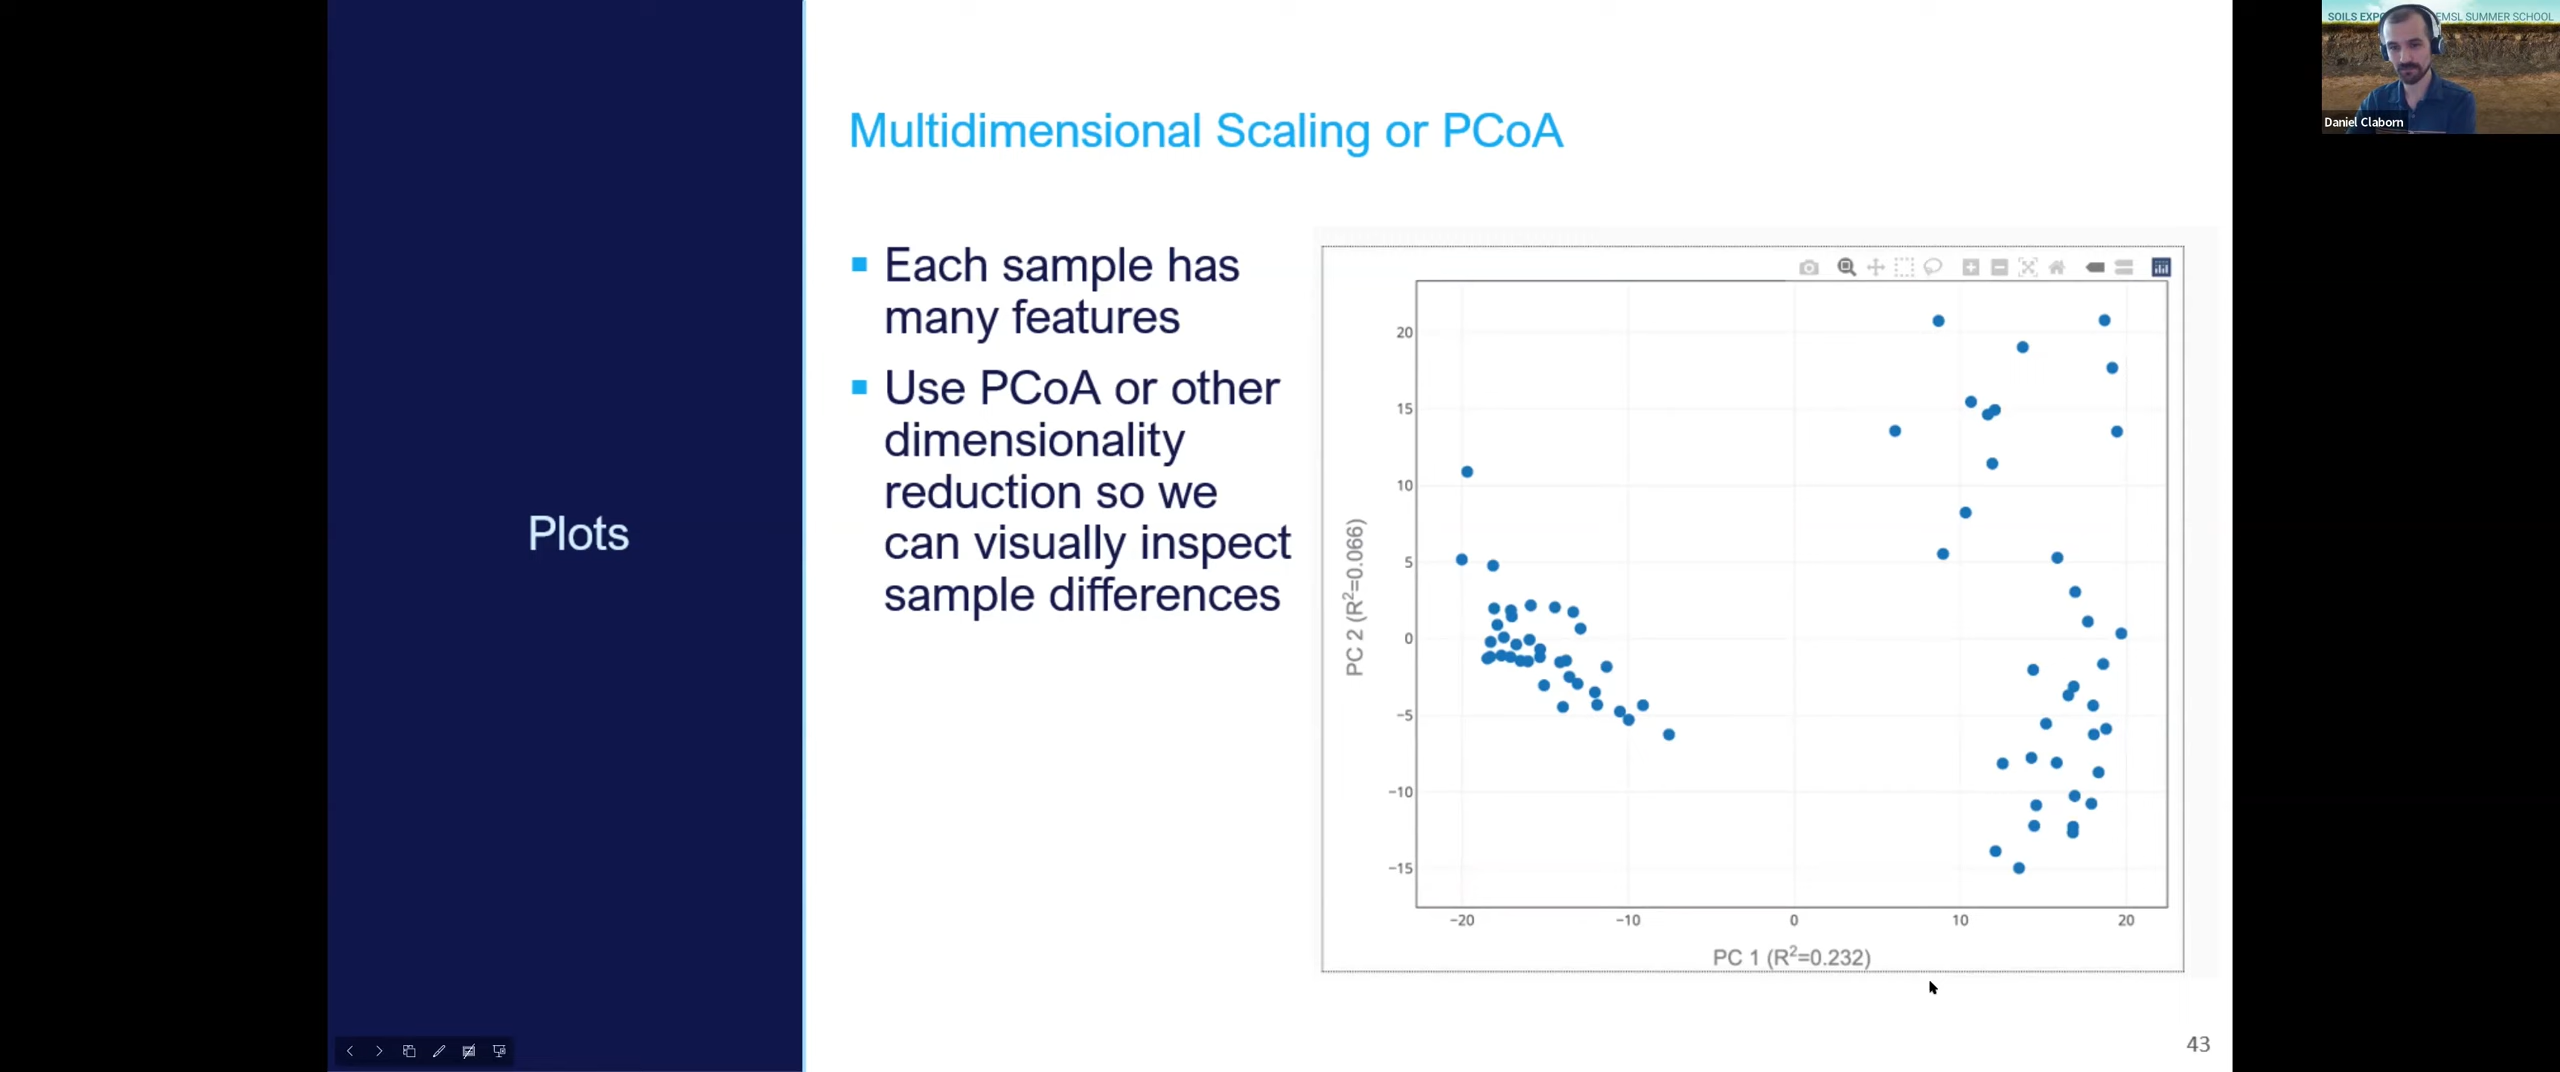 SOILS EXP EMSL SUMMER SCHOOL
Daniel Claborn
Multidimensional Scaling or PCoA
Each sample has
many features
Use PCoA or other
dimensionality
reduction so we
can visually inspect
sample differences
Plots
20
15
10
5
0
−5
−10
−15
PC 2 (R²=0.066)
−20
−10
0
10
20
PC 1 (R²=0.232)
43